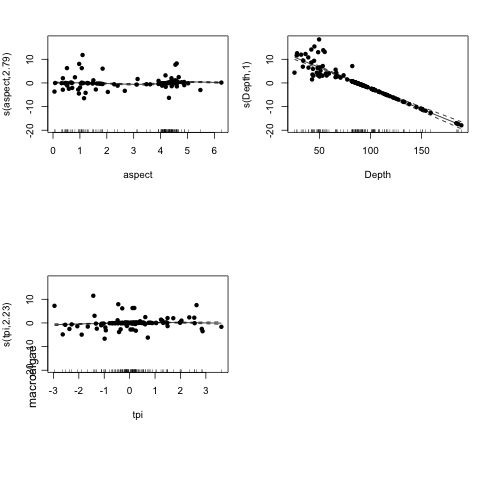 s(aspect,2.79)
-20 -10 0 10
0 1 2 3 4 5 6
aspect
s(Depth,1)
-20 -10 0 10
50 100 150
Depth
s(tpi,2.23)
-20 -10 0 10
macroalgae
-3 -2 -1 0 1 2 3
tpi